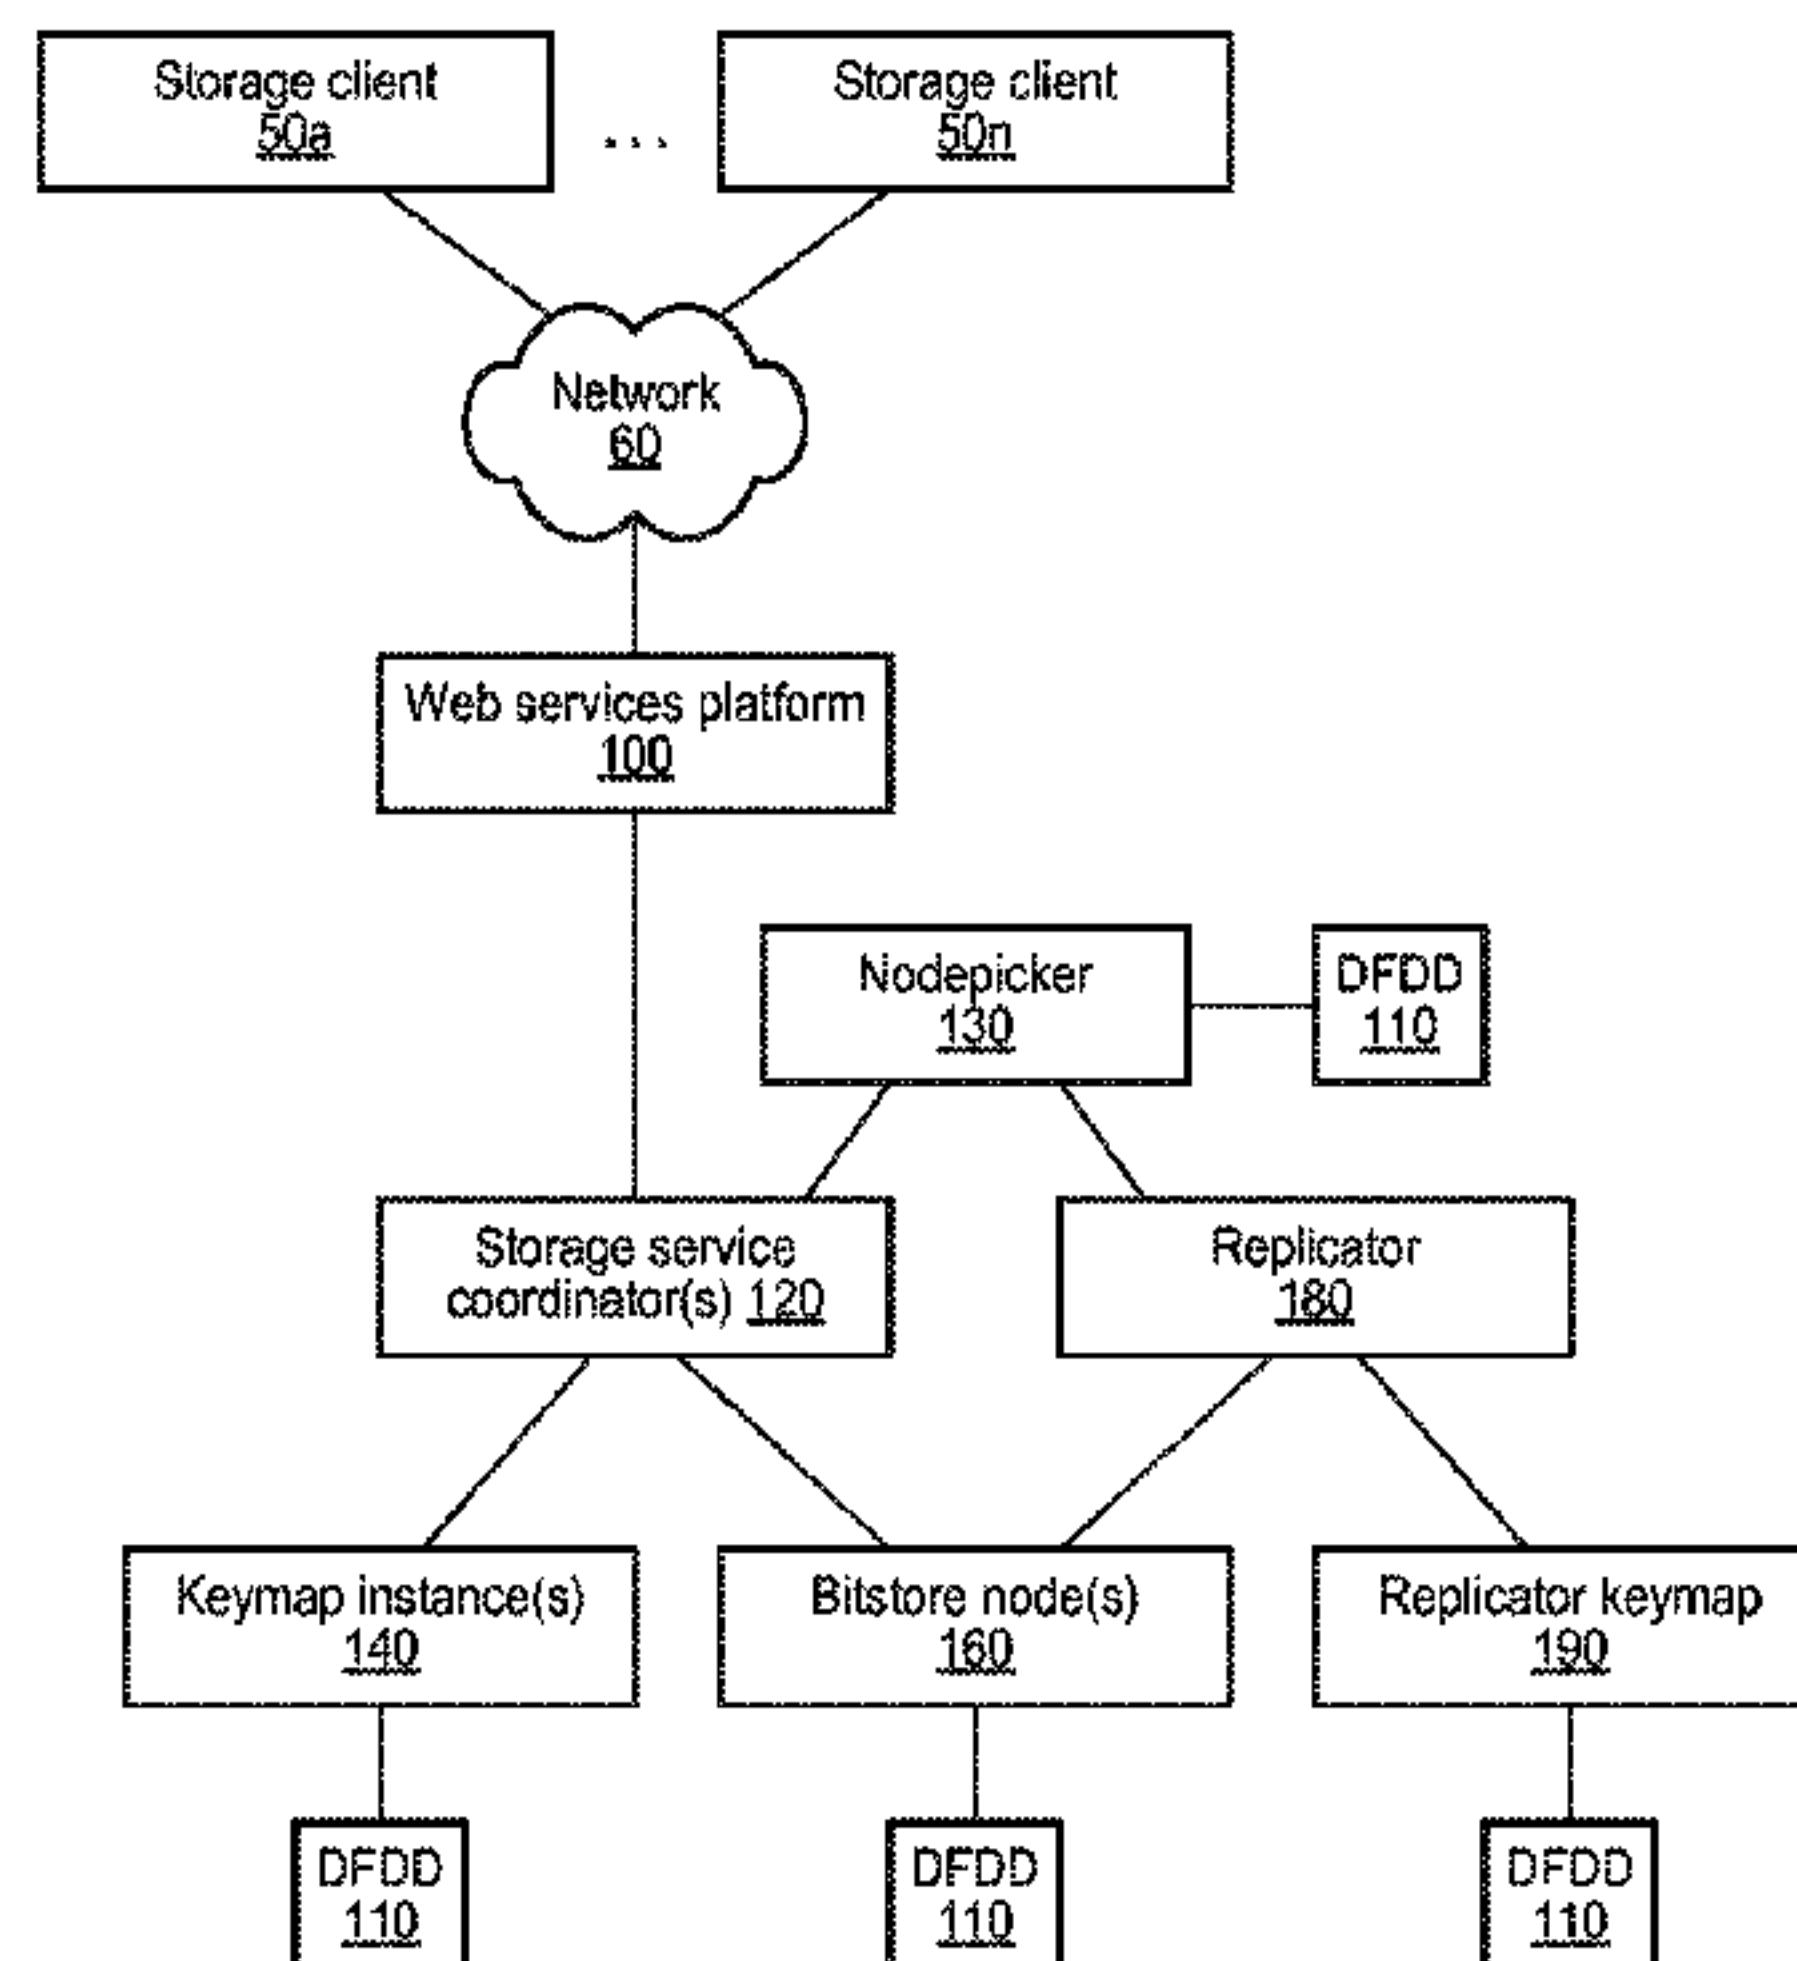 Storage client
50a
...
Storage client
50n
Network
60
Web services platform
100
Nodepicker
130
DFDD
110
Storage service
coordinator(s) 120
Replicator
180
Keymap instance(s)
140
Bitstore node(s)
160
Replicator keymap
190
DFDD
110
DFDD
110
DFDD
110